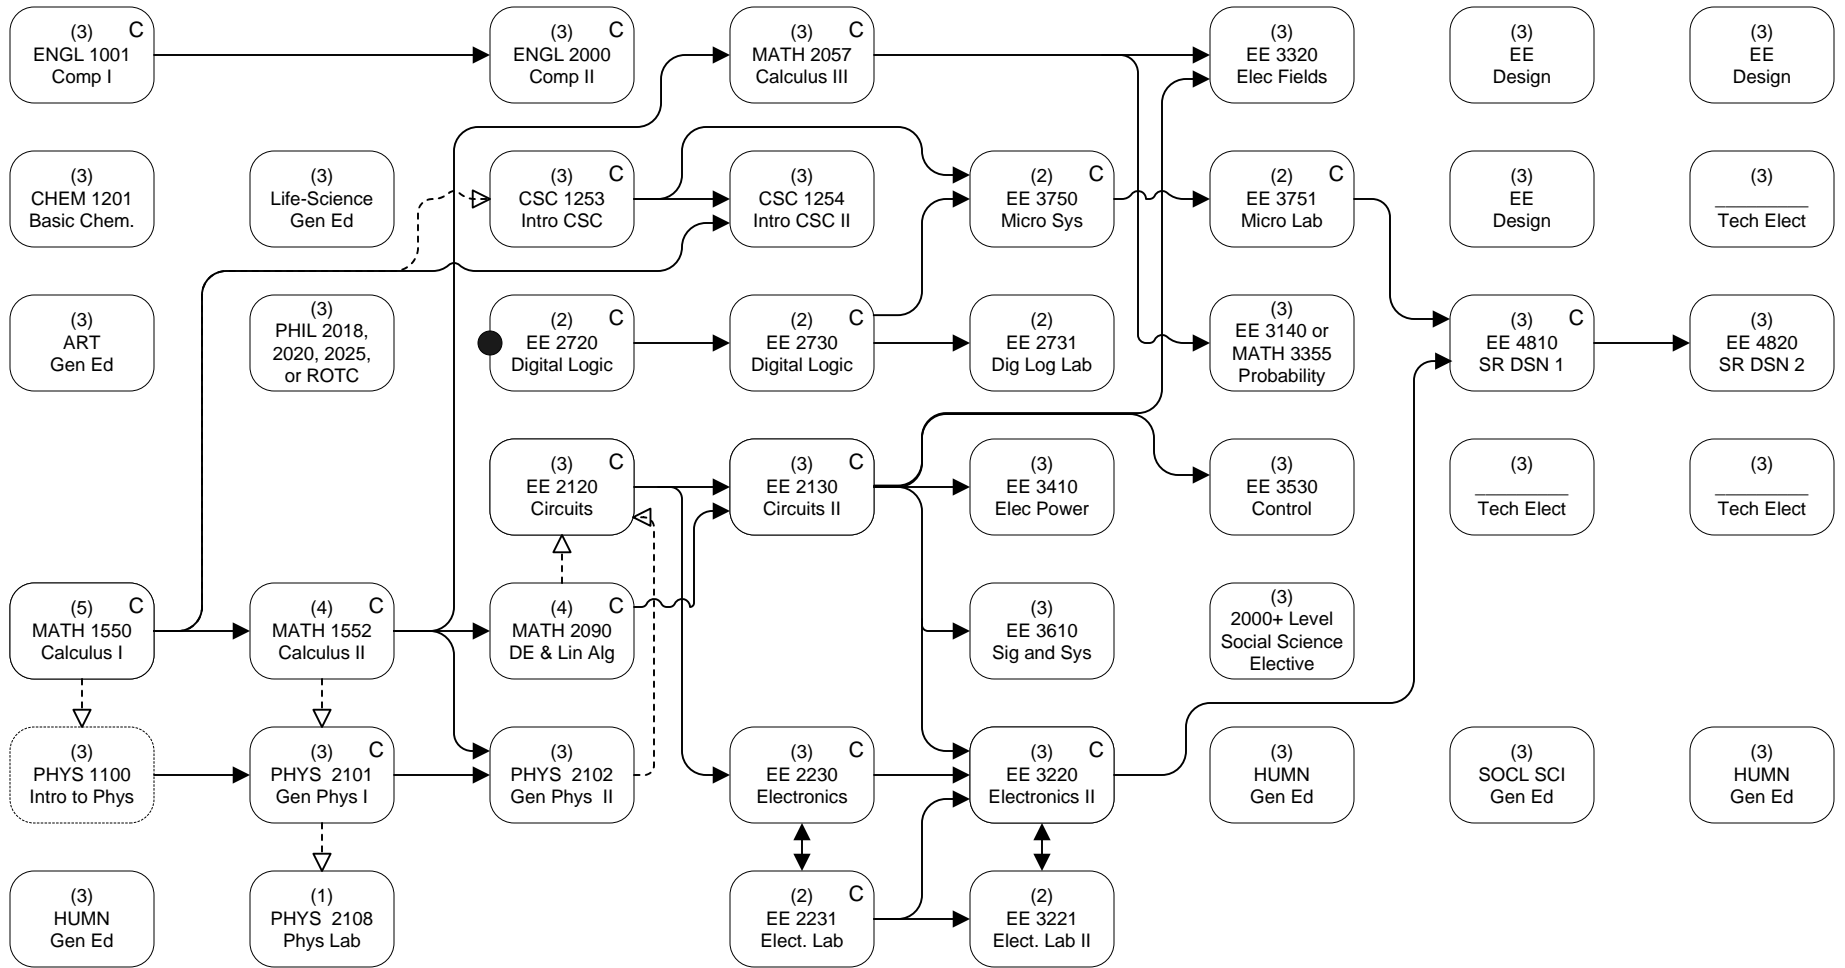 (3) C
ENGL 1001
Comp I
(3) C
ENGL 2000
Comp II
(3) C
MATH 2057
Calculus III
(3)
EE 3320
Elec Fields
(3)
EE
Design
(3)
EE
Design
(3)
CHEM 1201
Basic Chem.
(3)
Life-Science
Gen Ed
(3) C
CSC 1253
Intro CSC
(3)
CSC 1254
Intro CSC II
(2) C
EE 3750
Micro Sys
(2) C
EE 3751
Micro Lab
(3)
EE
Design
(3)
Tech Elect
(3)
ART
Gen Ed
(3)
PHIL 2018,
2020, 2025,
or ROTC
(2) C
EE 2720
Digital Logic
(2) C
EE 2730
Digital Logic
(2)
EE 2731
Dig Log Lab
(3)
EE 3140 or
MATH 3355
Probability
(3) C
EE 4810
SR DSN 1
(3)
EE 4820
SR DSN 2
(3) C
EE 2120
Circuits
(3) C
EE 2130
Circuits II
(3)
EE 3410
Elec Power
(3)
EE 3530
Control
(3)
Tech Elect
(3)
Tech Elect
(5) C
MATH 1550
Calculus I
(4) C
MATH 1552
Calculus II
(4) C
MATH 2090
DE & Lin Alg
(3)
EE 3610
Sig and Sys
(3)
2000+ Level
Social Science
Elective
(3)
PHYS 1100
Intro to Phys
(3) C
PHYS 2101
Gen Phys I
(3)
PHYS 2102
Gen Phys II
(3) C
EE 2230
Electronics
(3) C
EE 3220
Electronics II
(3)
HUMN
Gen Ed
(3)
SOCL SCI
Gen Ed
(3)
HUMN
Gen Ed
(3)
HUMN
Gen Ed
(1)
PHYS 2108
Phys Lab
(2) C
EE 2231
Elect. Lab
(2)
EE 3221
Elect. Lab II